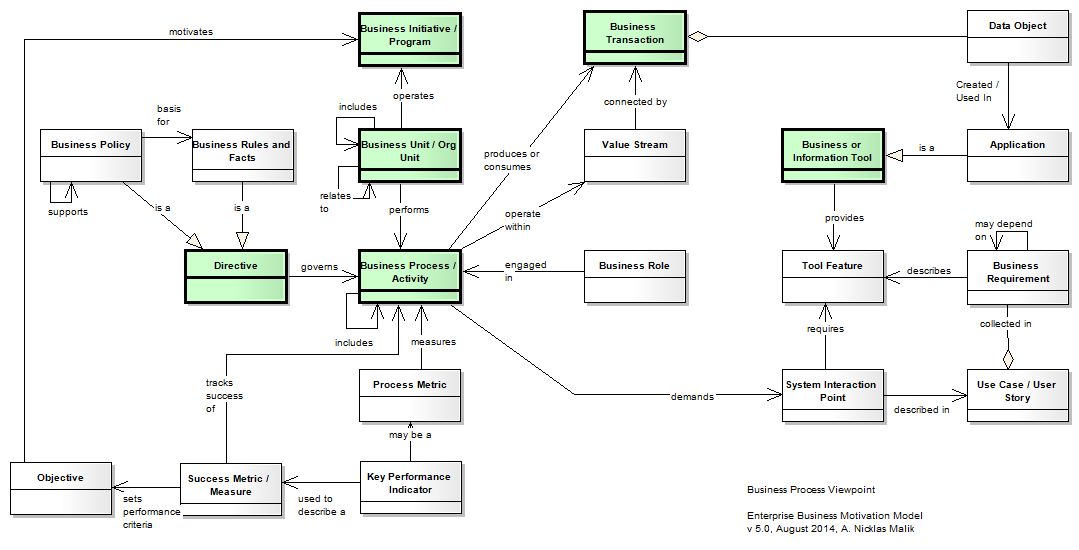 Business Initiative /
Program
Business
Transaction
Data Object
motivates
operates
connected by
Created /
Used In
includes
basis
for
Business Policy
Business Rules and
Facts
Business Unit / Org
Unit
Value Stream
Business or
Information Tool
is a
Application
produces or
consumes
supports
is a
is a
relates
to
performs
operate
within
provides
may depend
on
Directive
governs
Business Process /
Activity
engaged
in
Business Role
Tool Feature
describes
Business
Requirement
includes
measures
requires
collected in
tracks
success
of
Process Metric
demands
System Interaction
Point
described in
Use Case / User
Story
may be a
Objective
sets
performance
criteria
Success Metric /
Measure
used to
describe a
Key Performance
Indicator
Business Process Viewpoint
Enterprise Business Motivation Model
v 5.0, August 2014, A. Nicklas Malik